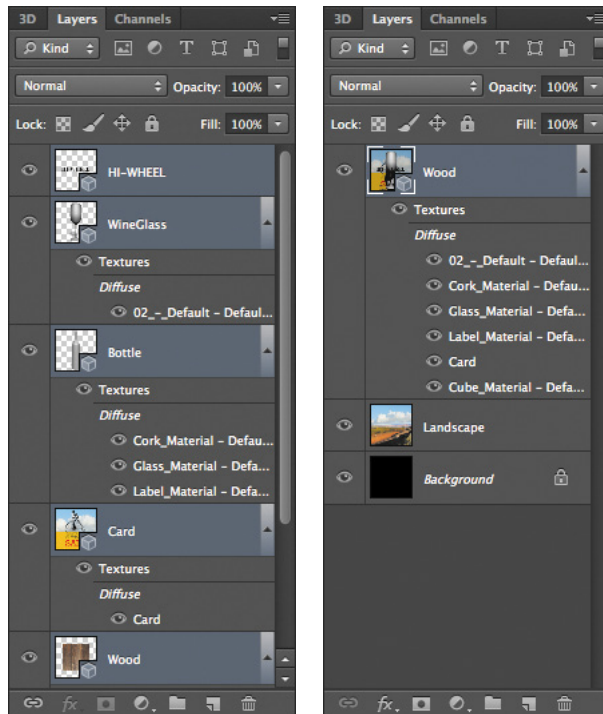 3D Layers Channels
Kind
Normal Opacity: 100%
Lock: Fill: 100%
HI-WHEEL
WineGlass
Textures
Diffuse
02_-_Default - Defaul...
Bottle
Textures
Diffuse
Cork_Material - Defau...
Glass_Material - Defa...
Label_Material - Defa...
Card
Textures
Diffuse
Card
Wood
fx
3D Layers Channels
Kind
Normal Opacity: 100%
Lock: Fill: 100%
Wood
Textures
Diffuse
02_-_Default - Defaul...
Cork_Material - Defau...
Glass_Material - Defa...
Label_Material - Defa...
Card
Cube_Material - Defa...
Landscape
Background
fx